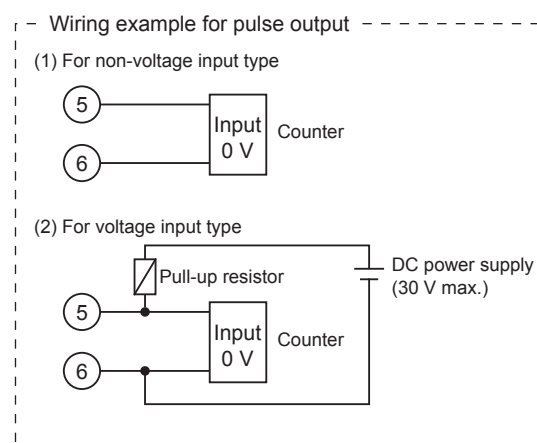 Wiring example for pulse output
(1) For non-voltage input type
5
Input
Counter
0 V
6
(2) For voltage input type
Pull-up resistor
DC power supply
(30 V max.)
5
Input
Counter
0 V
6